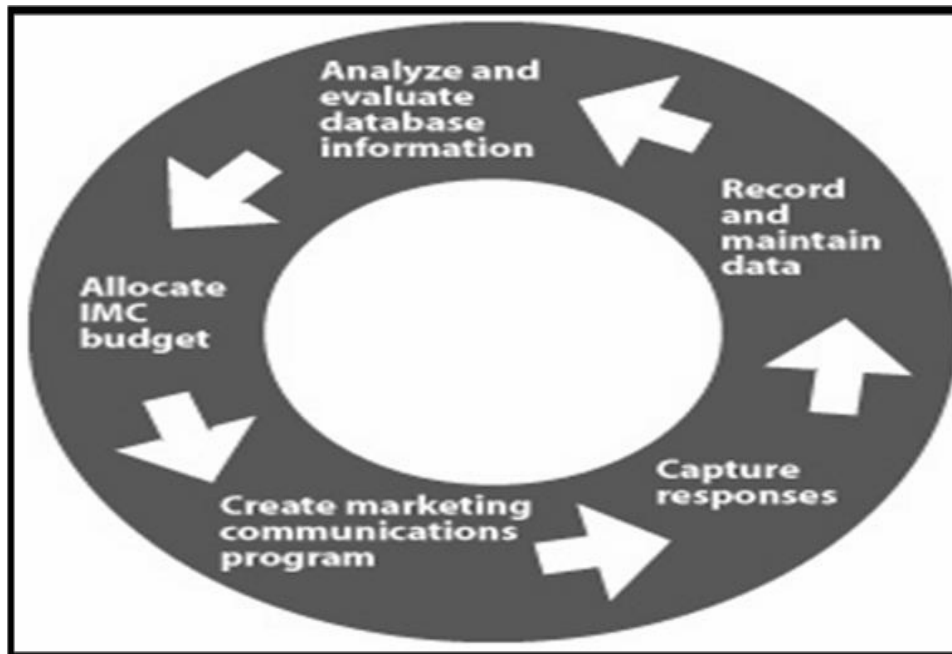 Analyze and
evaluate
database
information
Record
and
maintain
data
Allocate
IMC
budget
Capture
responses
Create marketing
communications
program